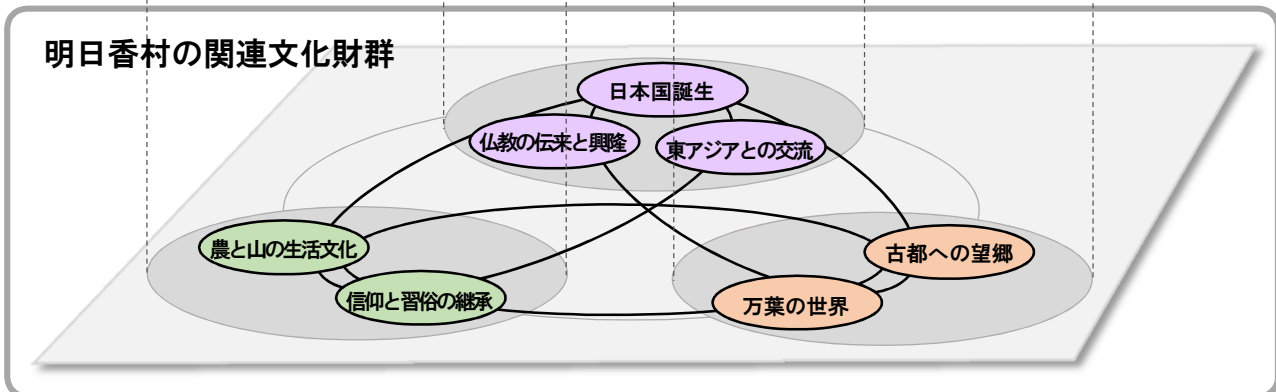 明日香村の関連文化財群
日本国誕生
仏教の伝来と興隆
東アジアとの交流
農と山の生活文化
古都への望郷
信仰と習俗の継承
万葉の世界